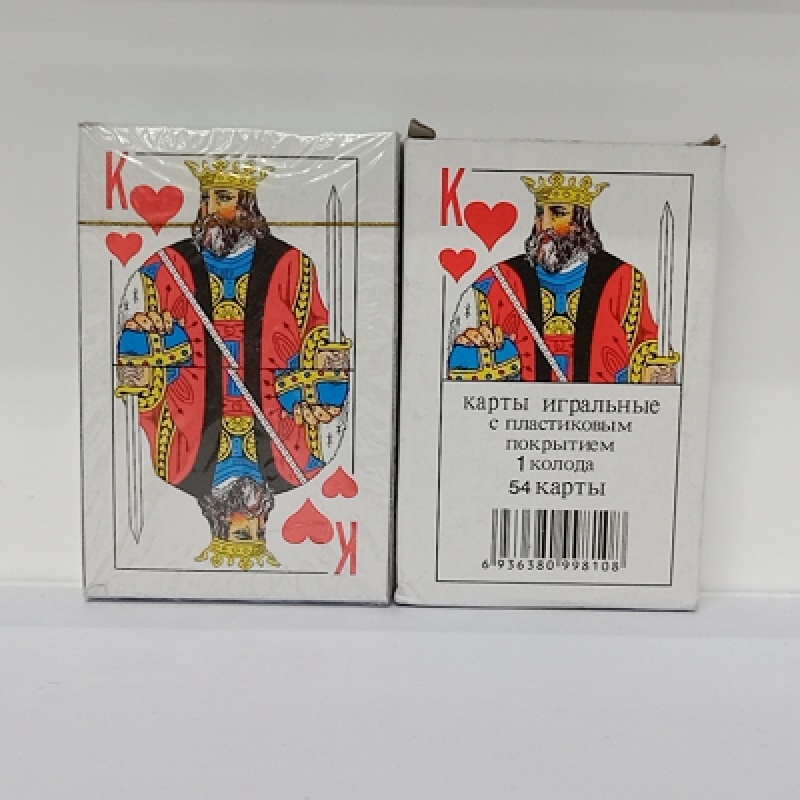 K
K
K
карты игральные
с пластиковым
покрытием
1 колода
54 карты
6 936380 998108